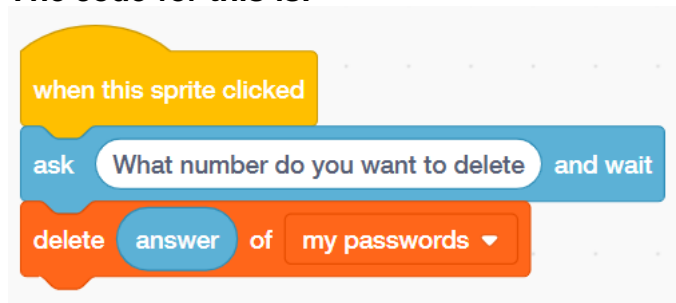 when this sprite clicked
ask What number do you want to delete and wait
delete answer of my passwords